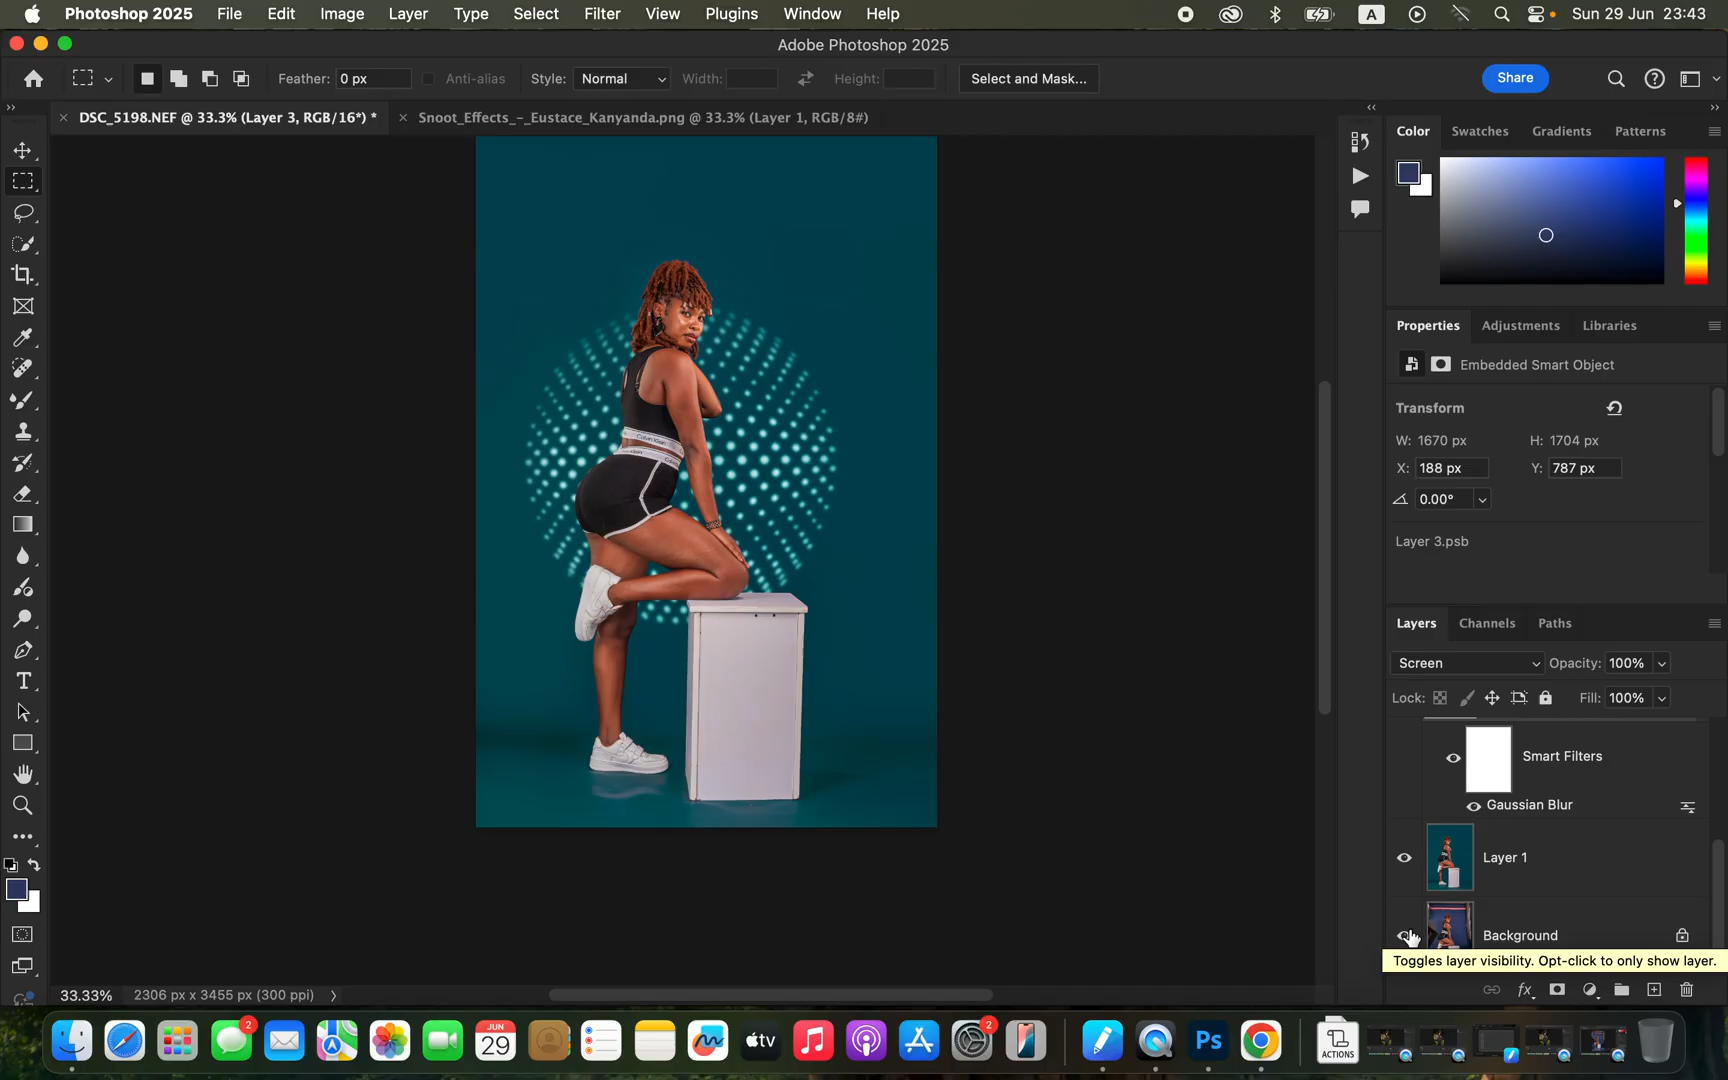 Photoshop 2025 File Edit Image Layer Type Select Filter View Plugins Window Help A Sun 29 Jun 23:43
Adobe Photoshop 2025
Feather: 0 px Anti-alias Style: Normal Width: Height: Select and Mask... Share
DSC_5198.NEF @ 33.3% (Layer 3, RGB/16*) * Snoot_Effects_-_Eustace_Kanyanda.png @ 33.3% (Layer 1, RGB/8#)
Color Swatches Gradients Patterns
Properties Adjustments Libraries
Embedded Smart Object
Transform
W: 1670 px H: 1704 px
X: 188 px Y: 787 px
0.00°
Layer 3.psb
Layers Channels Paths
Screen Opacity: 100%
Lock: Fill: 100%
Smart Filters
Gaussian Blur
Layer 1
Background
Toggles layer visibility. Opt-click to only show layer.
fx
33.33% 2306 px x 3455 px (300 ppi)
2 JUN 29 tv 2 Ps ACTIONS